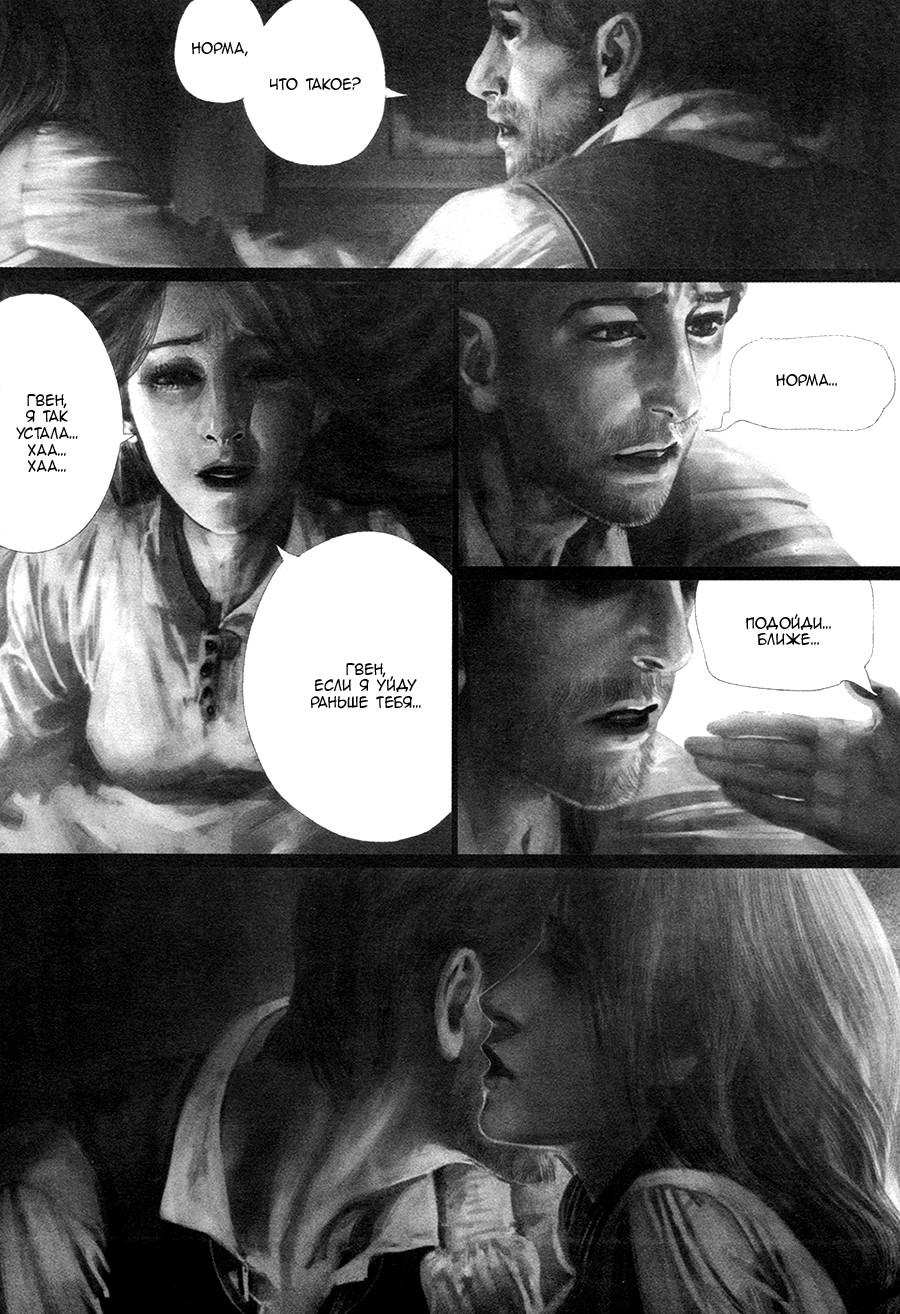 НОРМА,
ЧТО ТАКОЕ?
ГВЕН,
Я ТАК
УСТАЛА...
ХАА...
ХАА...
ГВЕН,
ЕСЛИ Я УЙДУ
РАНЬШЕ ТЕБЯ...
НОРМА...
ПОДОЙДИ...
БЛИЖЕ...